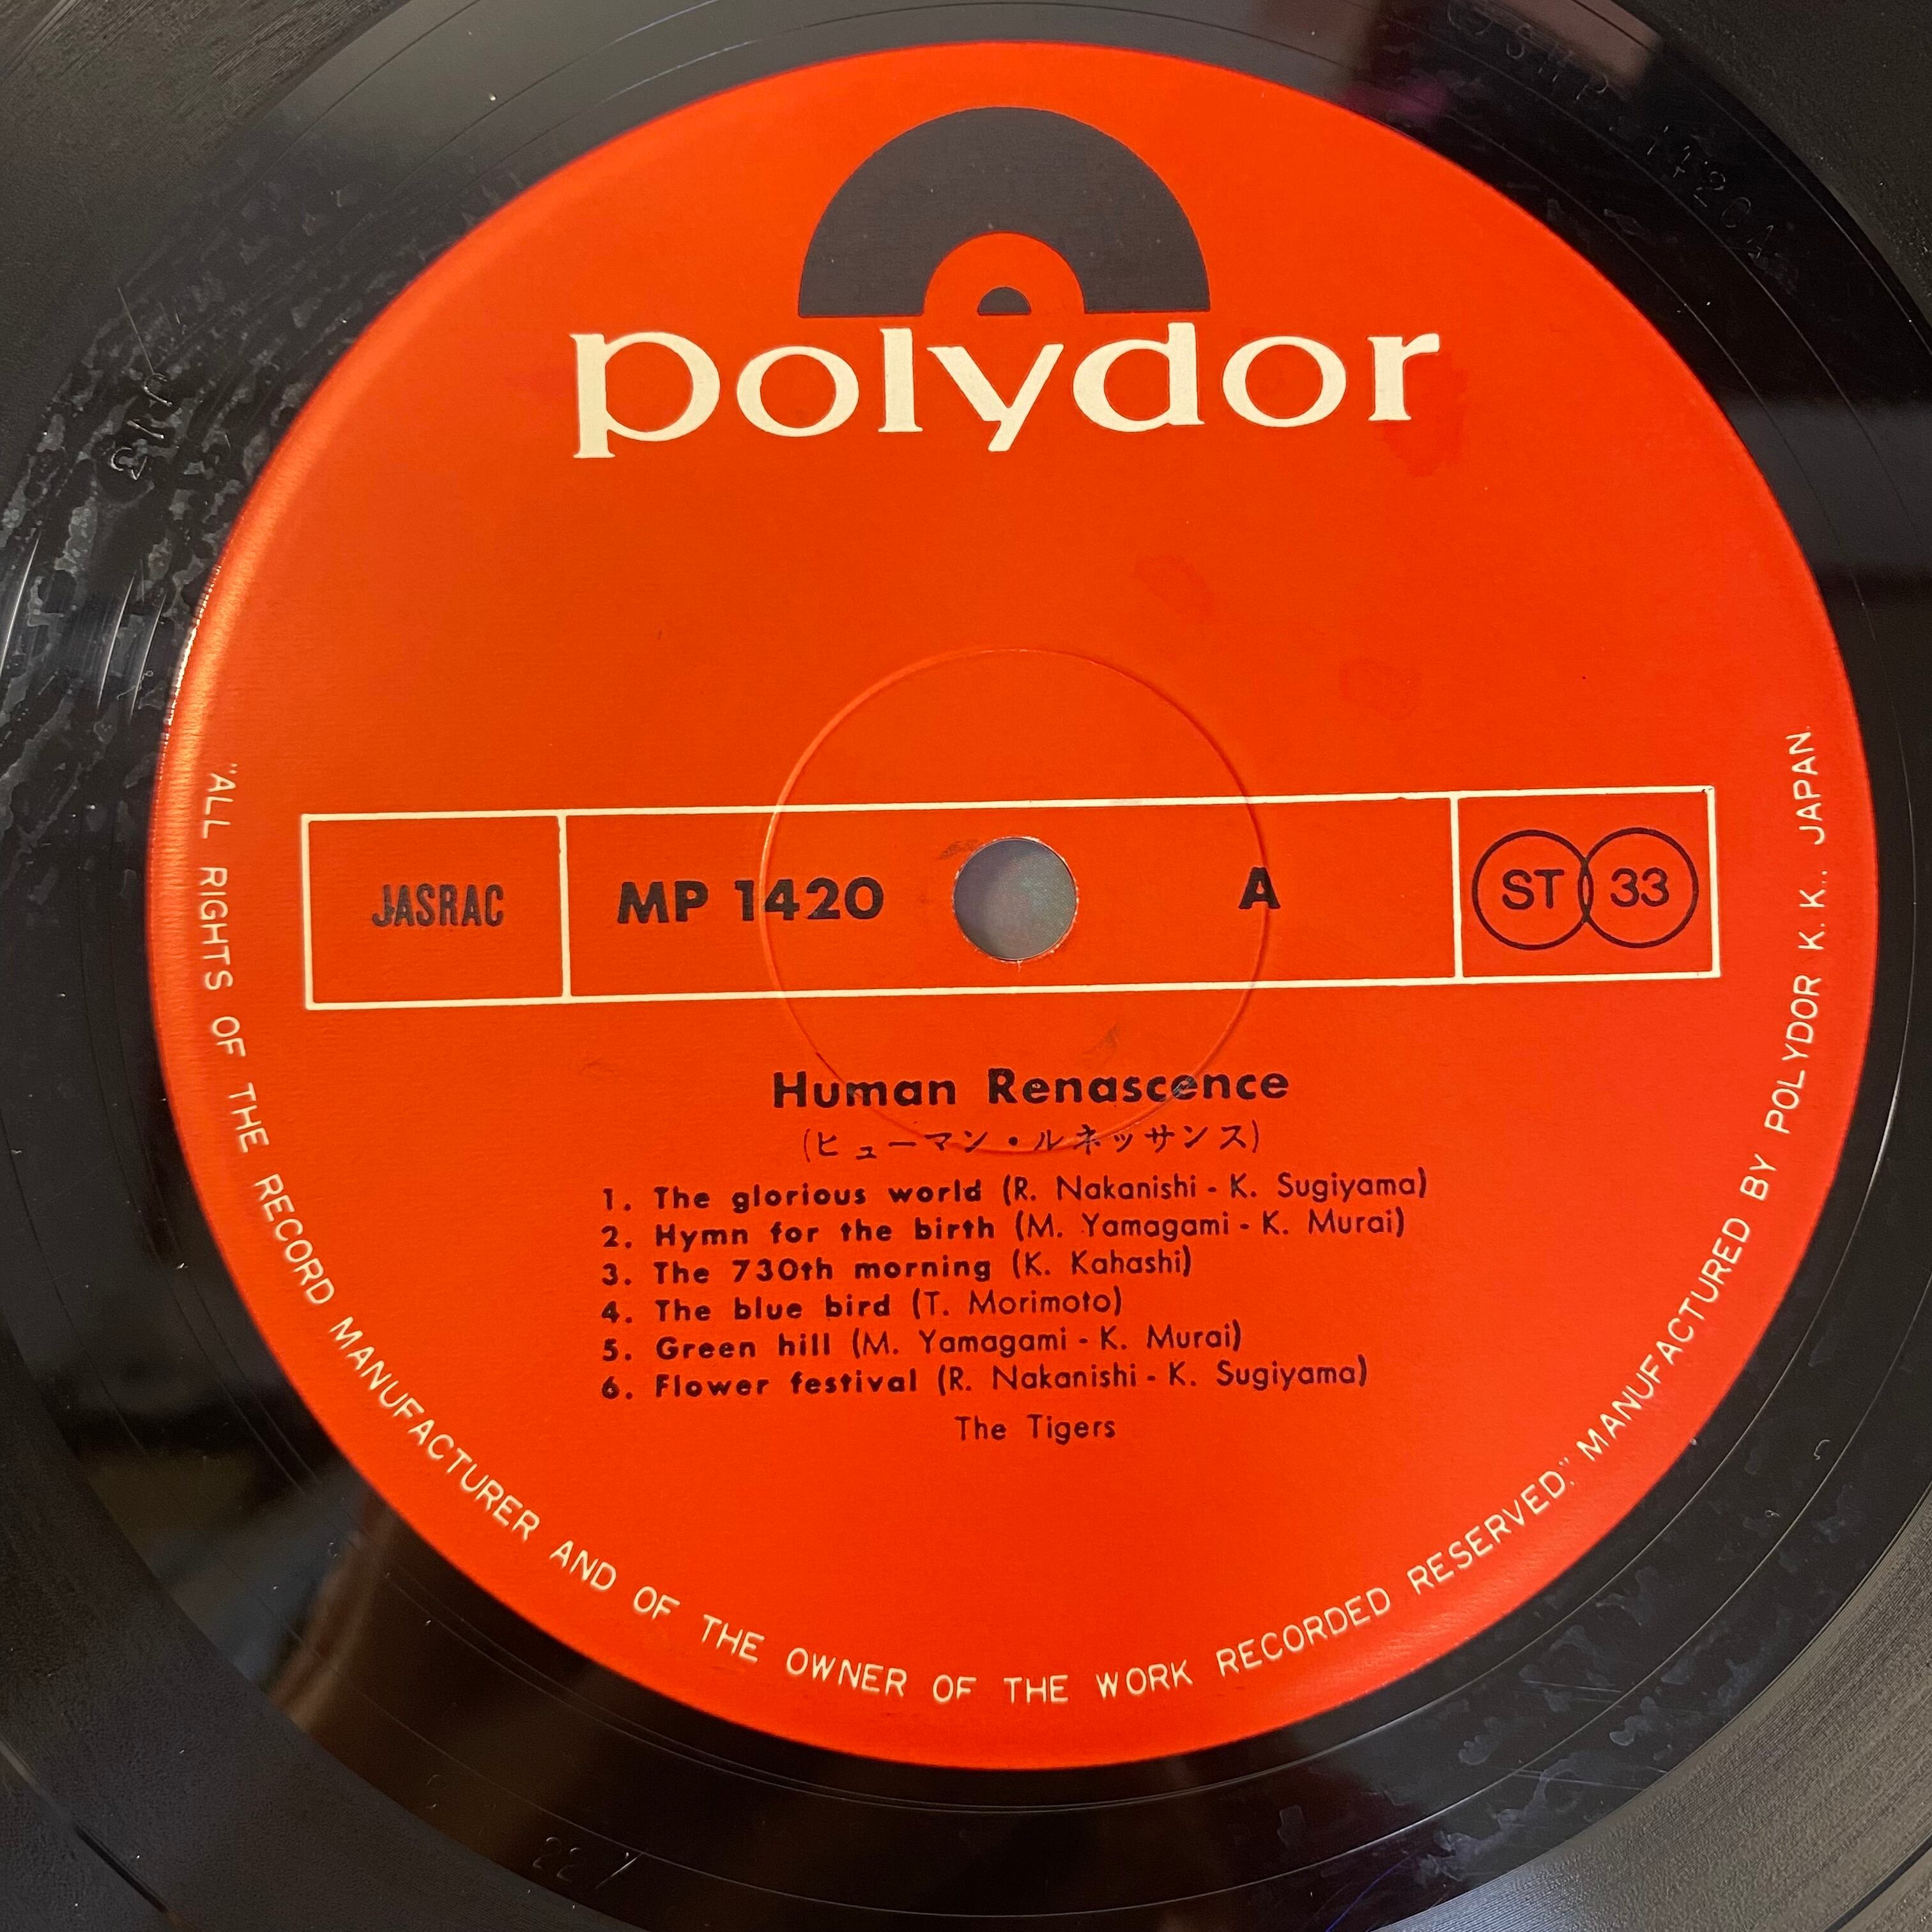 polydor
JASRAC
MP 1420
A
ST 33
Human Renascence
(ヒューマン・ルネッサンス)
1. The glorious world (R. Nakanishi - K. Sugiyama)
2. Hymn for the birth (M. Yamagami - K. Murai)
3. The 730th morning (K. Kahashi)
4. The blue bird (T. Morimoto)
5. Green hill (M. Yamagami - K. Murai)
6. Flower festival (R. Nakanishi - K. Sugiyama)
The Tigers
"ALL RIGHTS OF THE RECORD MANUFACTURER AND OF THE OWNER OF THE WORK RECORDED RESERVED." MANUFACTURED BY POLYDOR K.K., JAPAN